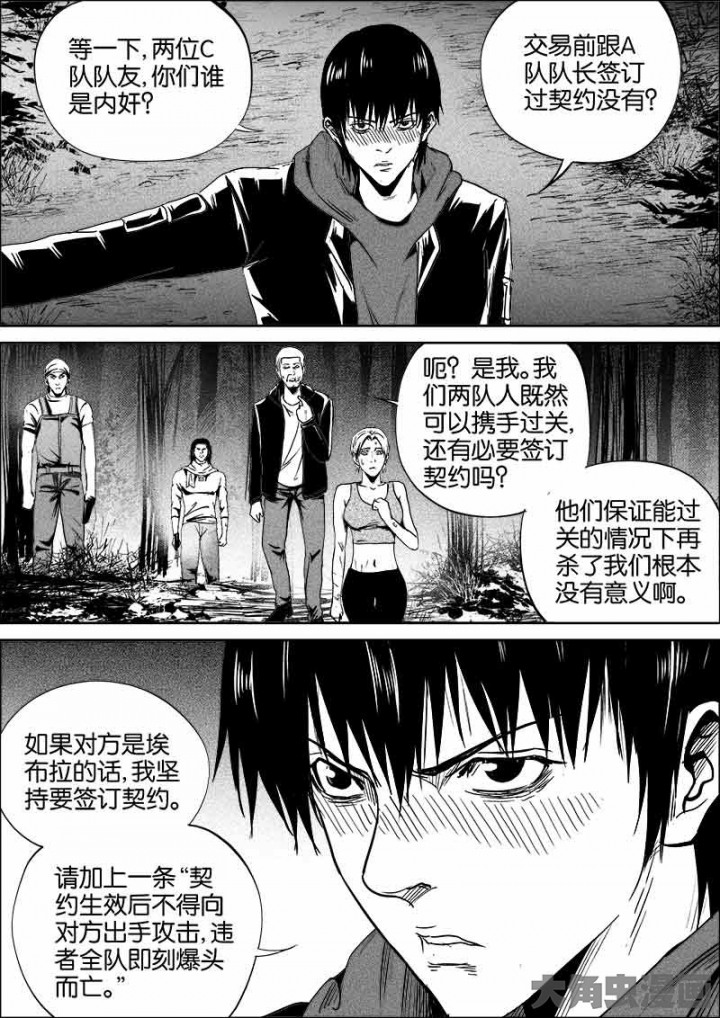 等一下，两位C
队队友，你们谁
是内奸？
交易前跟A
队队长签订
过契约没有？
呃？是我。我
们两队人既然
可以携手过关，
还有必要签订
契约吗？
他们保证能过
关的情况下再
杀了我们根本
没有意义啊。
如果对方是埃
布拉的话，我坚
持要签订契约。
请加上一条“契
约生效后不得向
对方出手攻击，违
者全队即刻爆头
而亡。”
大角虫漫画